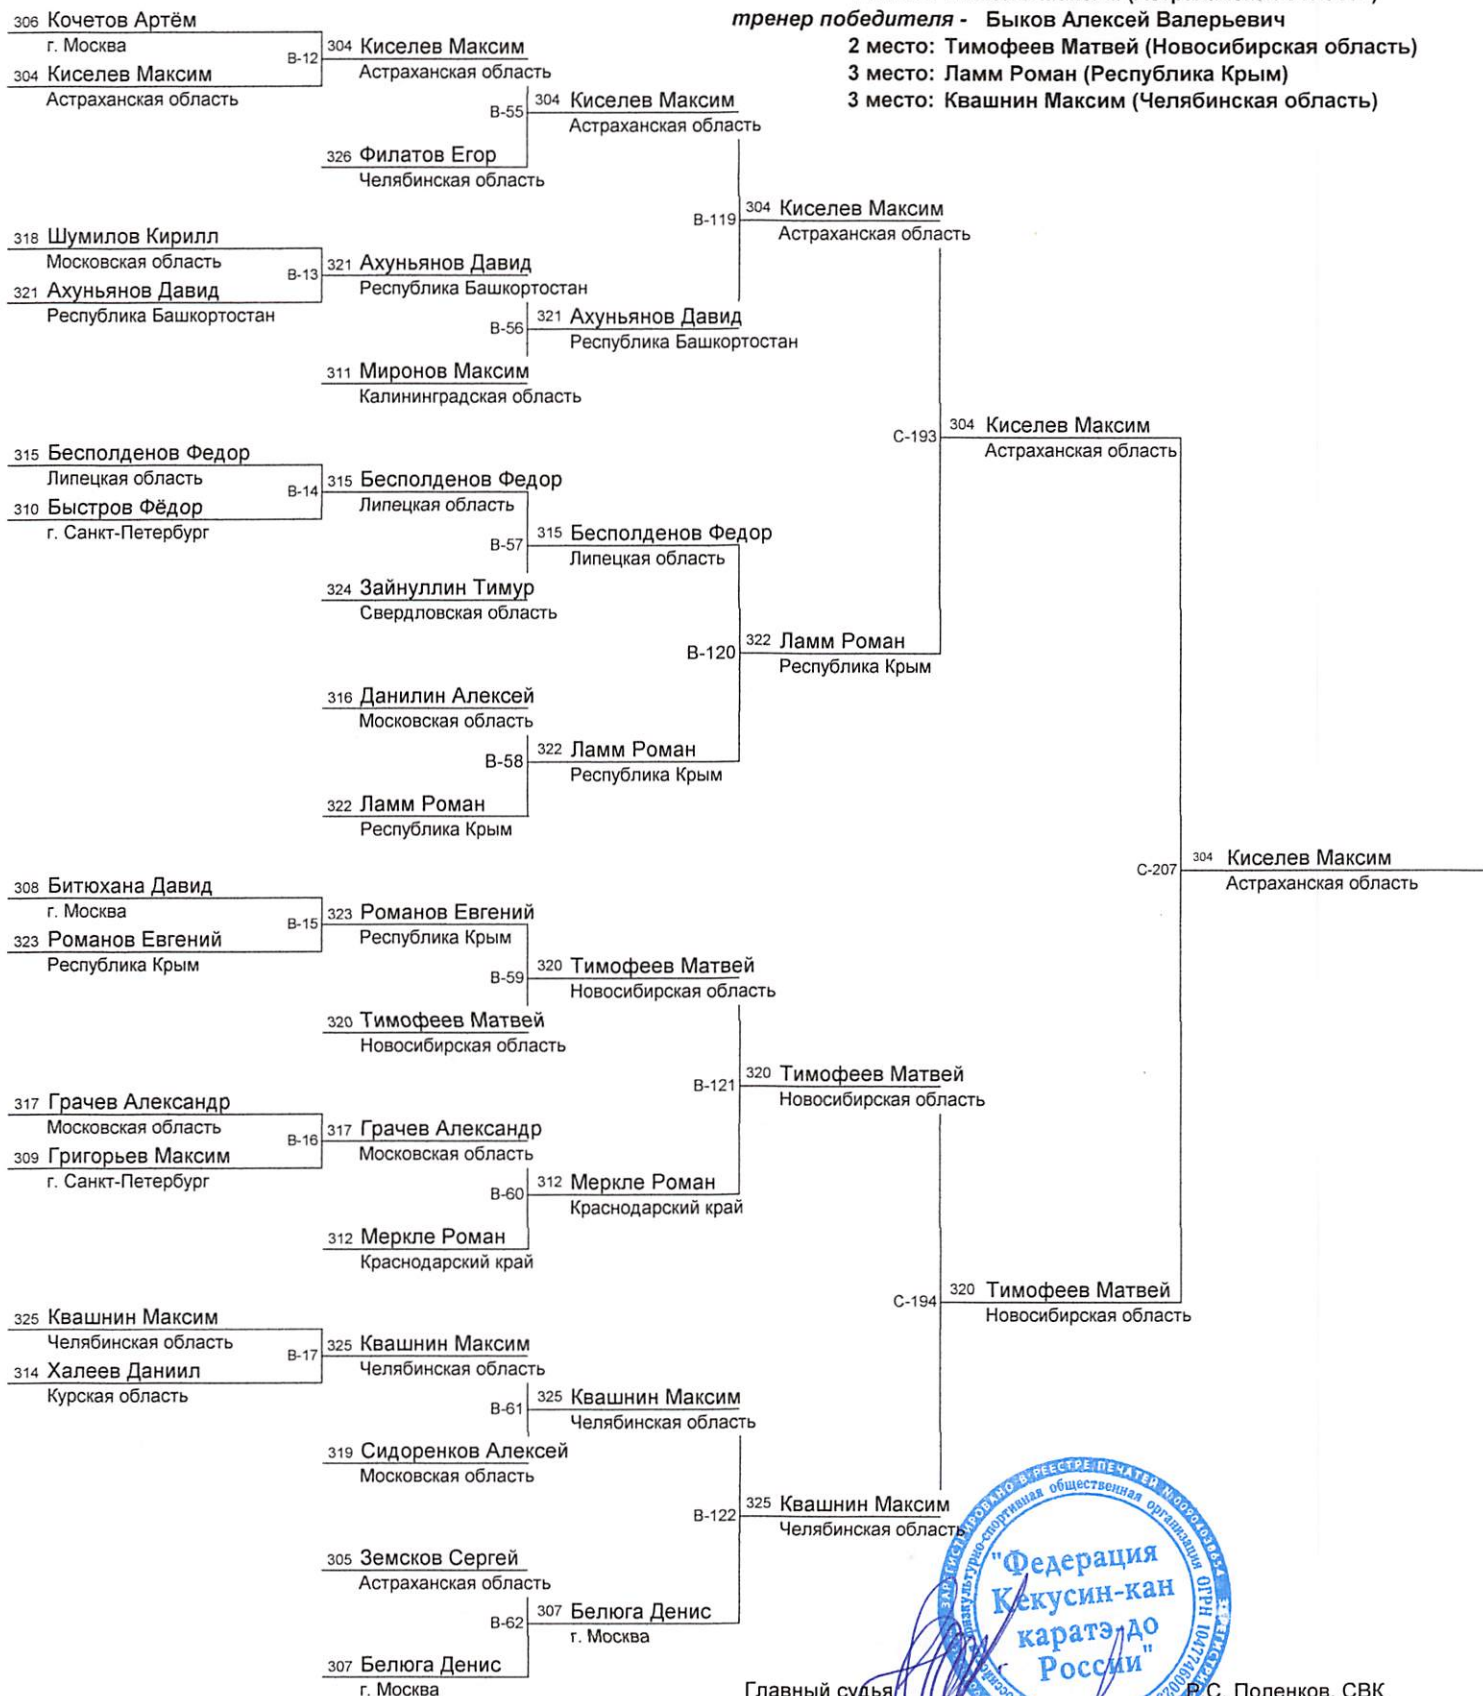 тренер победителя - Быков Алексей Валерьевич
2 место: Тимофеев Матвей (Новосибирская область)
3 место: Ламм Роман (Республика Крым)
3 место: Квашнин Максим (Челябинская область)
306 Кочетов Артём
г. Москва
В-12
304 Киселев Максим
Астраханская область
304 Киселев Максим
Астраханская область
В-55
304 Киселев Максим
Астраханская область
326 Филатов Егор
Челябинская область
В-119
304 Киселев Максим
Астраханская область
318 Шумилов Кирилл
Московская область
В-13
321 Ахуньянов Давид
Республика Башкортостан
321 Ахуньянов Давид
Республика Башкортостан
В-56
321 Ахуньянов Давид
Республика Башкортостан
311 Миронов Максим
Калининградская область
С-193
304 Киселев Максим
Астраханская область
315 Бесполденов Федор
Липецкая область
В-14
315 Бесполденов Федор
Липецкая область
310 Быстров Фёдор
г. Санкт-Петербург
В-57
315 Бесполденов Федор
Липецкая область
324 Зайнуллин Тимур
Свердловская область
В-120
322 Ламм Роман
Республика Крым
316 Данилин Алексей
Московская область
В-58
322 Ламм Роман
Республика Крым
322 Ламм Роман
Республика Крым
С-207
304 Киселев Максим
Астраханская область
308 Битюхана Давид
г. Москва
В-15
323 Романов Евгений
Республика Крым
323 Романов Евгений
Республика Крым
В-59
320 Тимофеев Матвей
Новосибирская область
320 Тимофеев Матвей
Новосибирская область
В-121
320 Тимофеев Матвей
Новосибирская область
317 Грачев Александр
Московская область
В-16
317 Грачев Александр
Московская область
309 Григорьев Максим
г. Санкт-Петербург
В-60
312 Меркле Роман
Краснодарский край
312 Меркле Роман
Краснодарский край
С-194
320 Тимофеев Матвей
Новосибирская область
325 Квашнин Максим
Челябинская область
В-17
325 Квашнин Максим
Челябинская область
314 Халеев Даниил
Курская область
В-61
325 Квашнин Максим
Челябинская область
319 Сидоренков Алексей
Московская область
В-122
325 Квашнин Максим
Челябинская область
305 Земсков Сергей
Астраханская область
В-62
307 Белюга Денис
г. Москва
307 Белюга Денис
г. Москва
ЗАРЕГИСТРИРОВАНО В РЕЕСТРЕ ПЕЧАТЕЙ
физкультурно-спортивная общественная организация ОГРН
"Федерация
Кекусин-кан
каратэ-до
России"
Главный судья
Р.С. Поленков, СВК